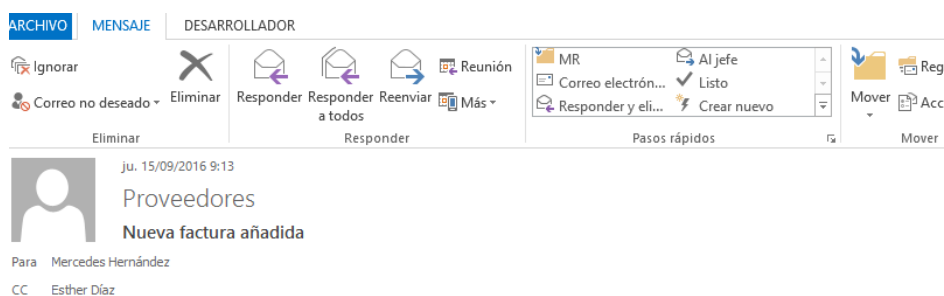 ARCHIVO MENSAJE DESARROLLADOR
Ignorar
Correo no deseado
Eliminar
Eliminar
Responder
Responder a todos
Reenviar
Reunión
Más
Responder
MR
Correo electrón...
Responder y eli...
Al jefe
Listo
Crear nuevo
Pasos rápidos
Mover
Reg
Acc
Mover
ju. 15/09/2016 9:13
Proveedores
Nueva factura añadida
Para Mercedes Hernández
CC Esther Díaz